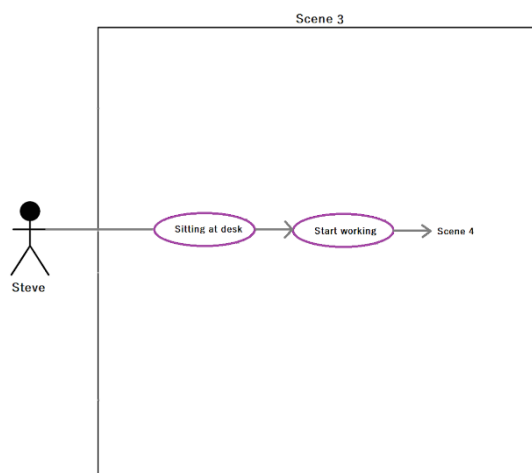 Scene 3
Sitting at desk
Start working
Scene 4
Steve